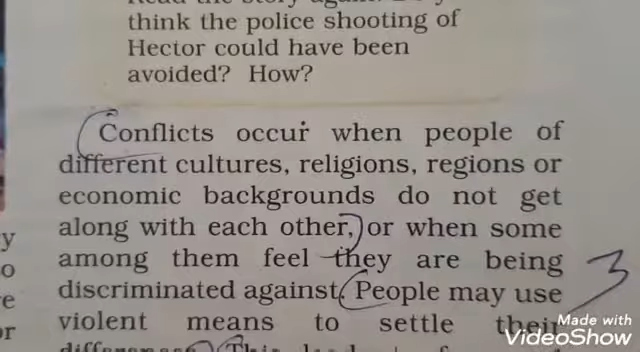 think the police shooting of
Hector could have been
avoided? How?
Conflicts occur when people of
different cultures, religions, regions or
economic backgrounds do not get
along with each other, or when some
among them feel they are being
discriminated against. People may use
violent means to settle their
3
y
o
e
or
Made with
VideoShow